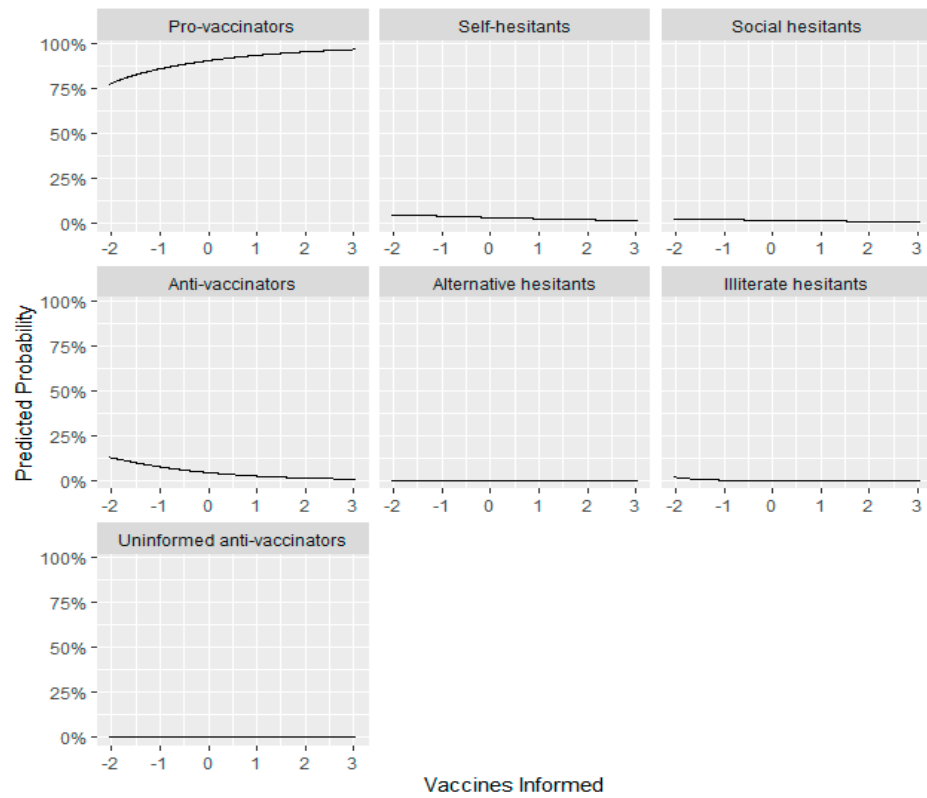 Pro-vaccinators Self-hesitants Social hesitants
100%
75%
50%
25%
0%
-2 -1 0 1 2 3 -2 -1 0 1 2 3 -2 -1 0 1 2 3
Anti-vaccinators Alternative hesitants Illiterate hesitants
100%
75%
50%
25%
0%
-2 -1 0 1 2 3 -2 -1 0 1 2 3 -2 -1 0 1 2 3
Uninformed anti-vaccinators
100%
75%
50%
25%
0%
-2 -1 0 1 2 3
Predicted Probability
Vaccines Informed